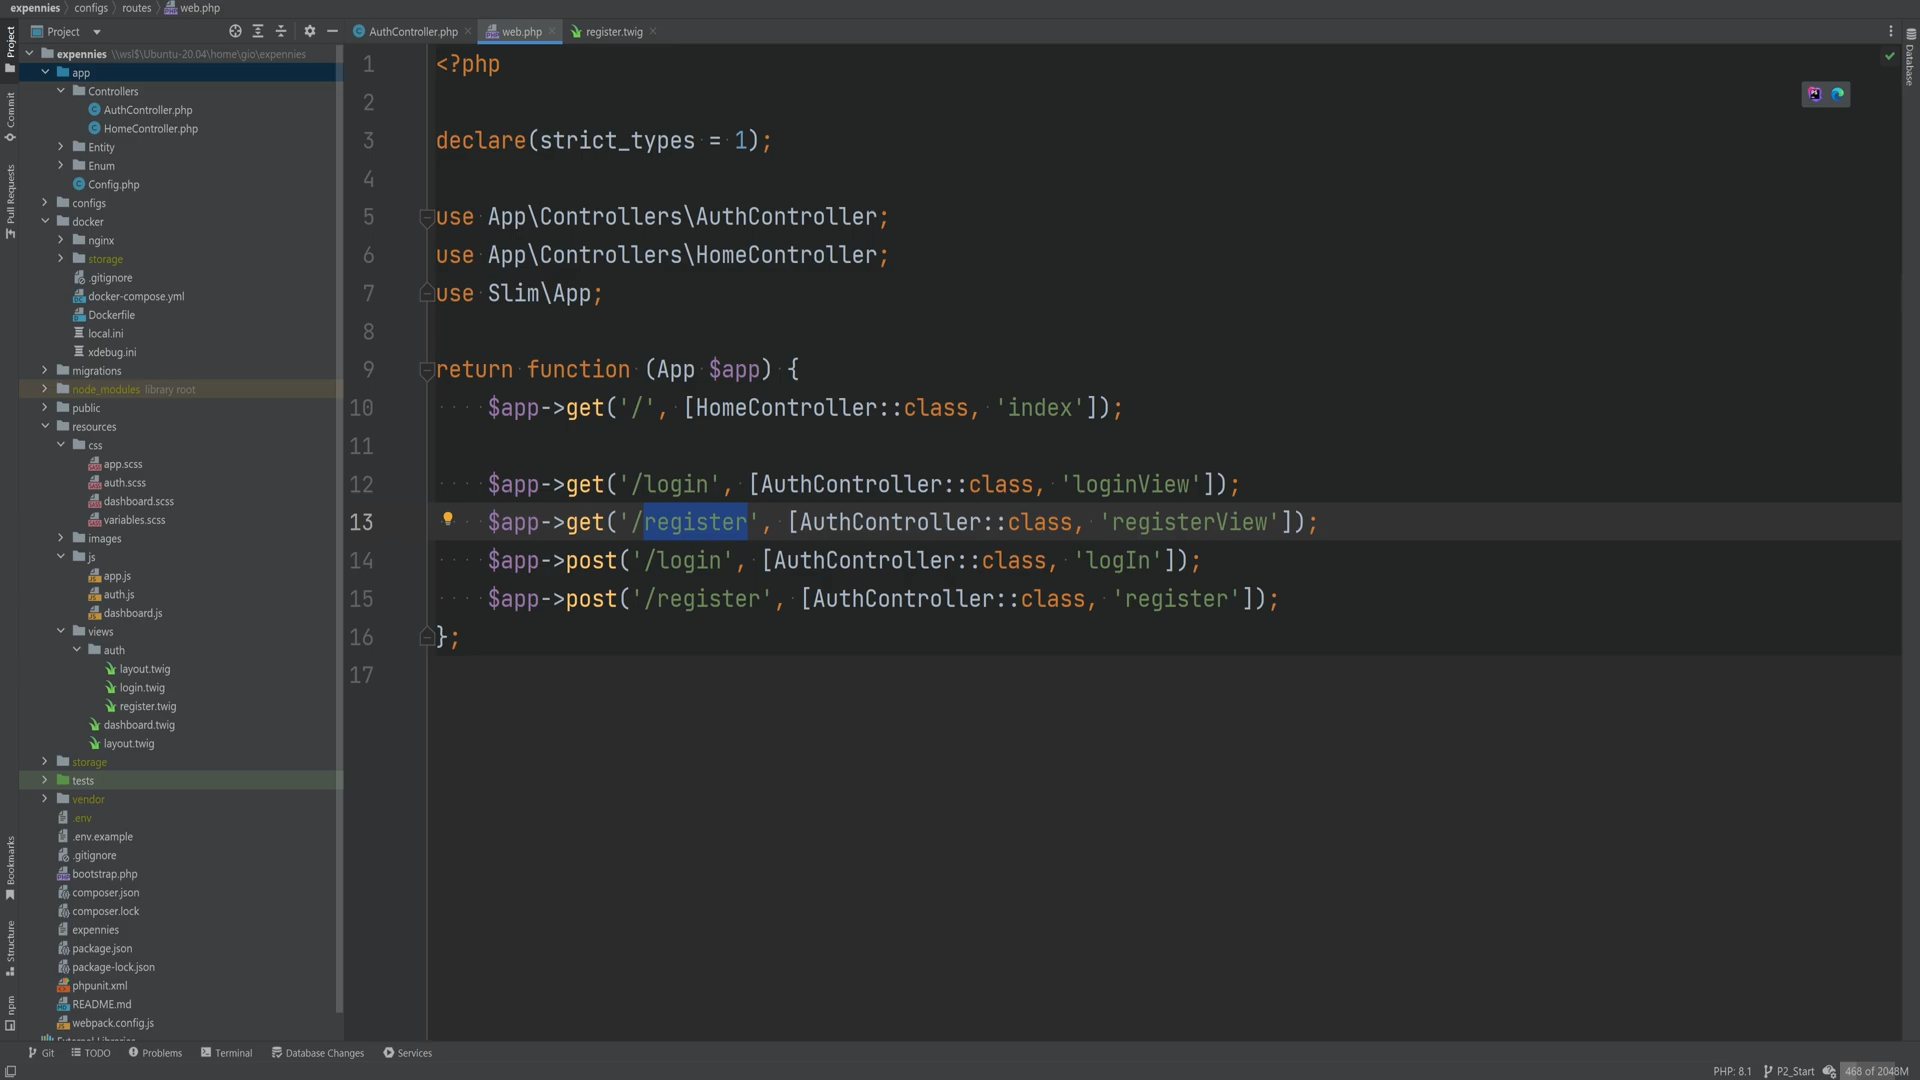 expennies
configs
routes
web.php
Project
AuthController.php
web.php
register.twig
Project
Commit
Pull Requests
Bookmarks
Structure
npm
expennies \\wsl$\Ubuntu-20.04\home\gio\expennies
app
Controllers
AuthController.php
HomeController.php
Entity
Enum
Config.php
configs
docker
nginx
storage
.gitignore
docker-compose.yml
Dockerfile
local.ini
xdebug.ini
migrations
node_modules library root
public
resources
css
app.scss
auth.scss
dashboard.scss
variables.scss
images
js
app.js
auth.js
dashboard.js
views
auth
layout.twig
login.twig
register.twig
dashboard.twig
layout.twig
storage
tests
vendor
.env
.env.example
.gitignore
bootstrap.php
composer.json
composer.lock
expennies
package.json
package-lock.json
phpunit.xml
README.md
webpack.config.js
1 <?php
2
3 declare(strict_types = 1);
4
5 use App\Controllers\AuthController;
6 use App\Controllers\HomeController;
7 use Slim\App;
8
9 return function (App $app) {
10 $app->get('/', [HomeController::class, 'index']);
11
12 $app->get('/login', [AuthController::class, 'loginView']);
13 $app->get('/register', [AuthController::class, 'registerView']);
14 $app->post('/login', [AuthController::class, 'logIn']);
15 $app->post('/register', [AuthController::class, 'register']);
16 };
17
Database
Git
TODO
Problems
Terminal
Database Changes
Services
PHP: 8.1
P2_Start
468 of 2048M